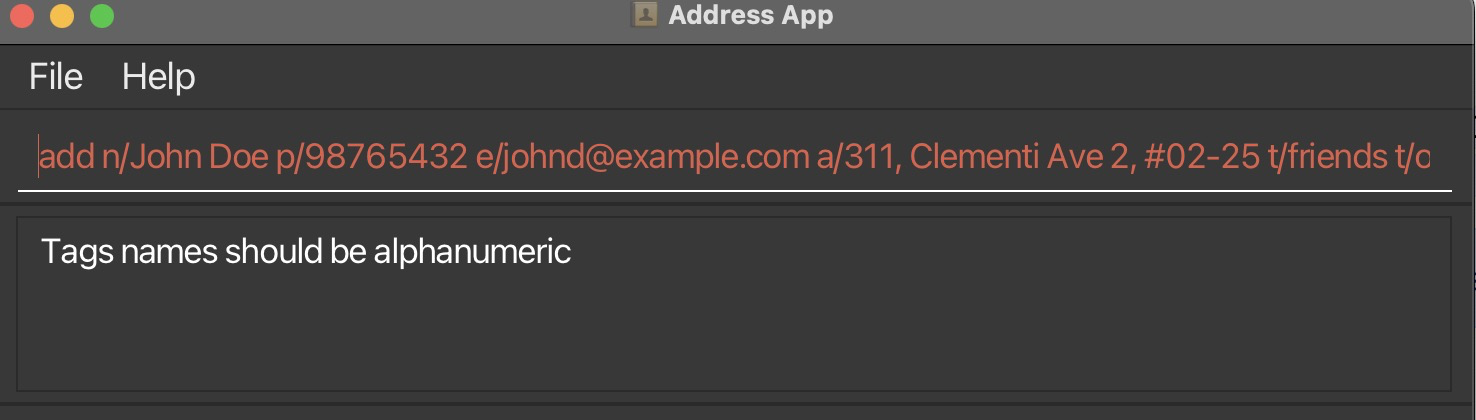 Address App
File Help
add n/John Doe p/98765432 e/johnd@example.com a/311, Clementi Ave 2, #02-25 t/friends t/o
Tags names should be alphanumeric